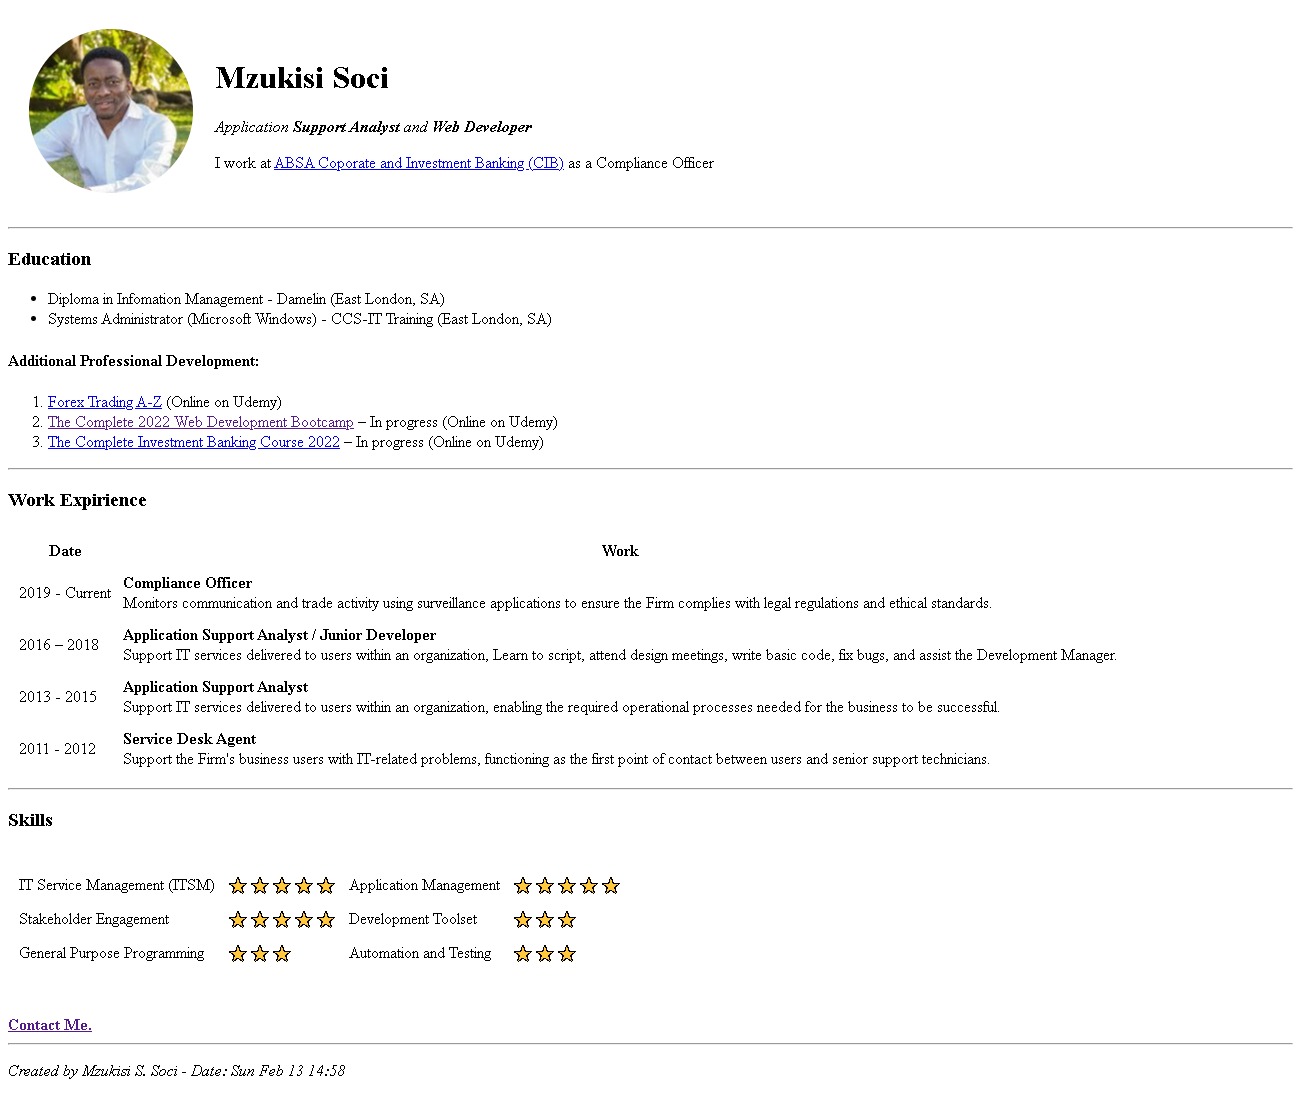 Mzukisi Soci
Application Support Analyst and Web Developer
I work at ABSA Coporate and Investment Banking (CIB) as a Compliance Officer
Education
• Diploma in Infomation Management - Damelin (East London, SA)
• Systems Administrator (Microsoft Windows) - CCS-IT Training (East London, SA)
Additional Professional Development:
1. Forex Trading A-Z (Online on Udemy)
2. The Complete 2022 Web Development Bootcamp – In progress (Online on Udemy)
3. The Complete Investment Banking Course 2022 – In progress (Online on Udemy)
Work Expirience
Date Work
2019 - Current Compliance Officer
Monitors communication and trade activity using surveillance applications to ensure the Firm complies with legal regulations and ethical standards.
2016 – 2018 Application Support Analyst / Junior Developer
Support IT services delivered to users within an organization, Learn to script, attend design meetings, write basic code, fix bugs, and assist the Development Manager.
2013 - 2015 Application Support Analyst
Support IT services delivered to users within an organization, enabling the required operational processes needed for the business to be successful.
2011 - 2012 Service Desk Agent
Support the Firm's business users with IT-related problems, functioning as the first point of contact between users and senior support technicians.
Skills
IT Service Management (ITSM) Application Management
Stakeholder Engagement Development Toolset
General Purpose Programming Automation and Testing
Contact Me.
Created by Mzukisi S. Soci - Date: Sun Feb 13 14:58